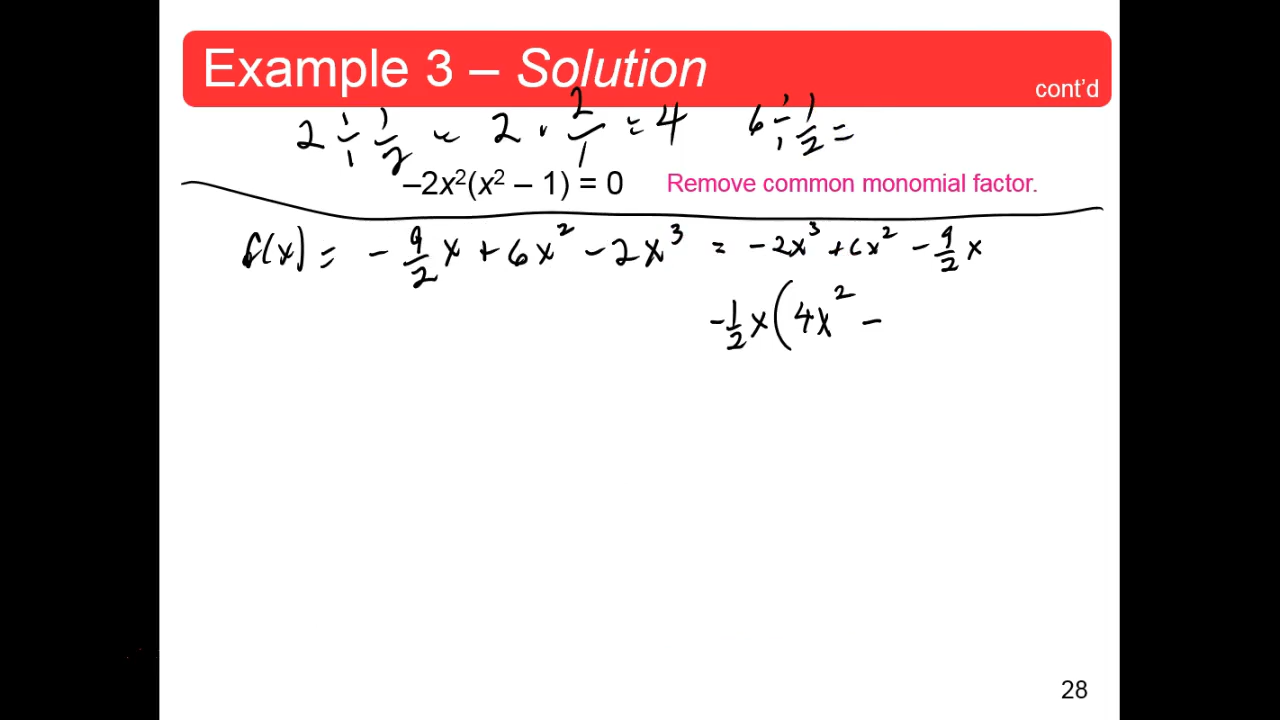 Example 3 – Solution
cont'd
2 ÷ 1/2 = 2 · 2/1 = 4 6 ÷ 1/2 =
–2x²(x² – 1) = 0 Remove common monomial factor.
f(x) = - 9/2 x + 6x² - 2x³ = - 2x³ + 6x² - 9/2 x
-1/2 x(4x² -
28